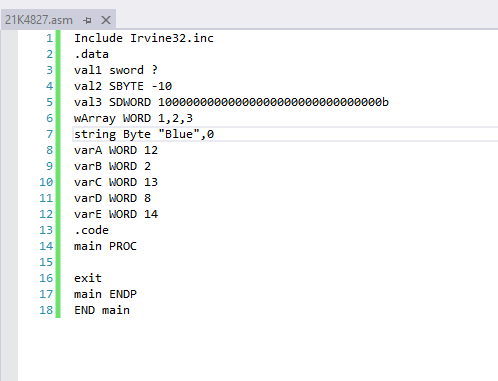 21K4827.asm
1 Include Irvine32.inc
2 .data
3 val1 sword ?
4 val2 SBYTE -10
5 val3 SDWORD 10000000000000000000000000000000b
6 wArray WORD 1,2,3
7 string Byte "Blue",0
8 varA WORD 12
9 varB WORD 2
10 varC WORD 13
11 varD WORD 8
12 varE WORD 14
13 .code
14 main PROC
15
16 exit
17 main ENDP
18 END main